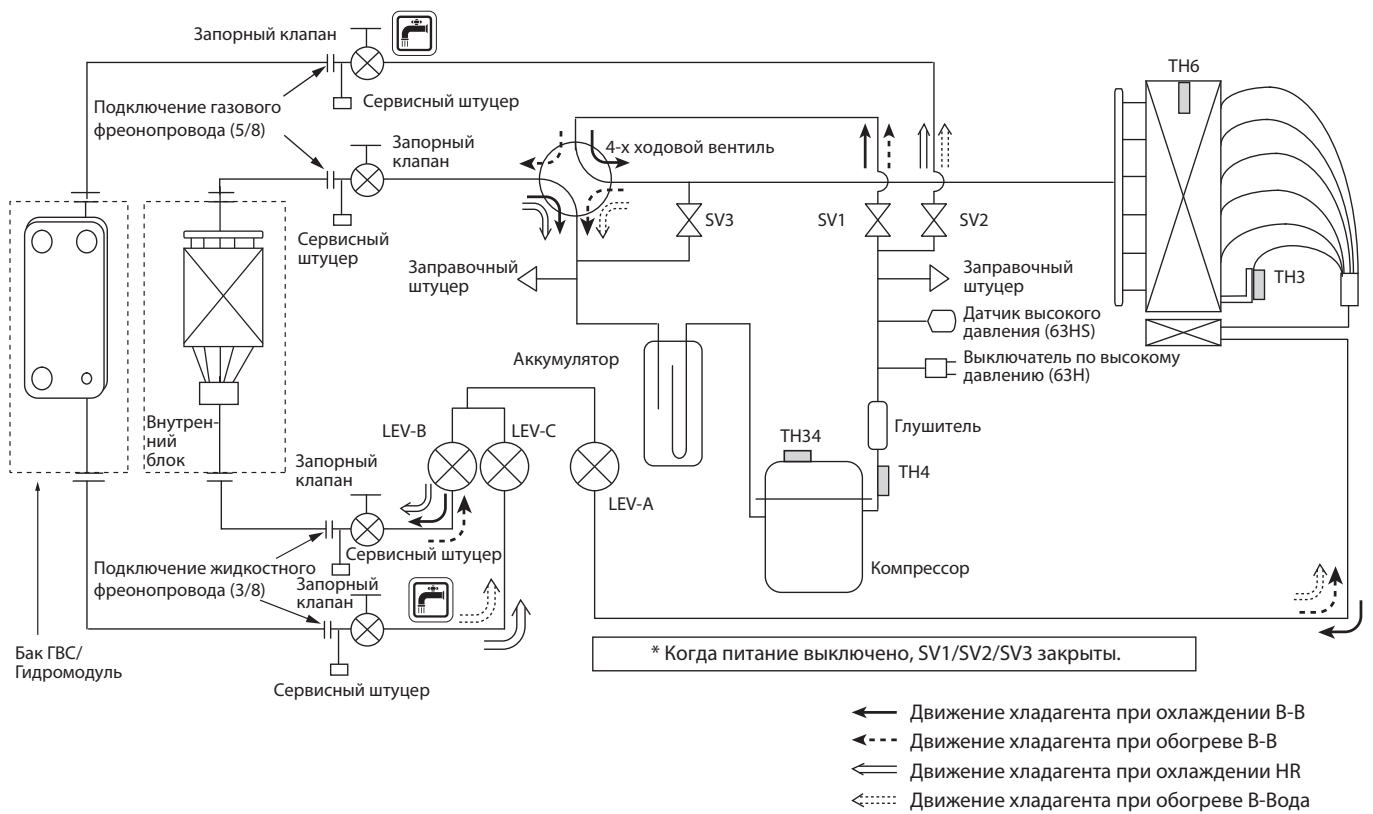 Запорный клапан
Сервисный штуцер
Подключение газового
фреонопровода (5/8)
Запорный
клапан
4-х ходовой вентиль
TH6
Сервисный
штуцер
SV3
SV1
SV2
Заправочный
штуцер
Заправочный
штуцер
TH3
Датчик высокого
давления (63HS)
Аккумулятор
Выключатель по высокому
давлению (63H)
Внутрен-
ний
блок
LEV-B
LEV-C
Глушитель
TH34
Запорный
клапан
TH4
LEV-A
Сервисный штуцер
Подключение жидкостного
фреонопровода (3/8)
Запорный
клапан
Компрессор
Бак ГВС/
Гидромодуль
Сервисный штуцер
* Когда питание выключено, SV1/SV2/SV3 закрыты.
Движение хладагента при охлаждении В-В
Движение хладагента при обогреве В-В
Движение хладагента при охлаждении HR
Движение хладагента при обогреве В-Вода